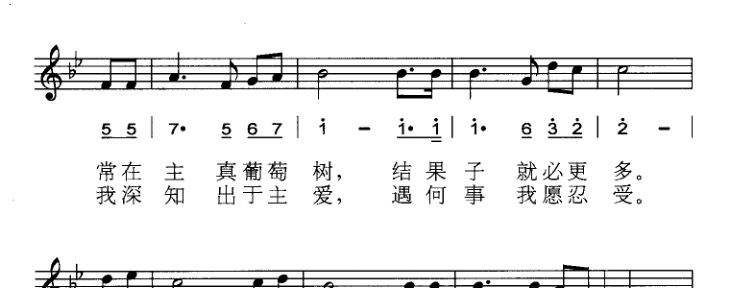 5 5 | 7• 5 6 7 | i – i• i | i• 6 3̇ 2̇ | 2̇ – |
常在 主 真葡萄 树， 结 果 子 就必更 多。
我深 知 出于主 爱， 遇 何 事 我愿忍 受。